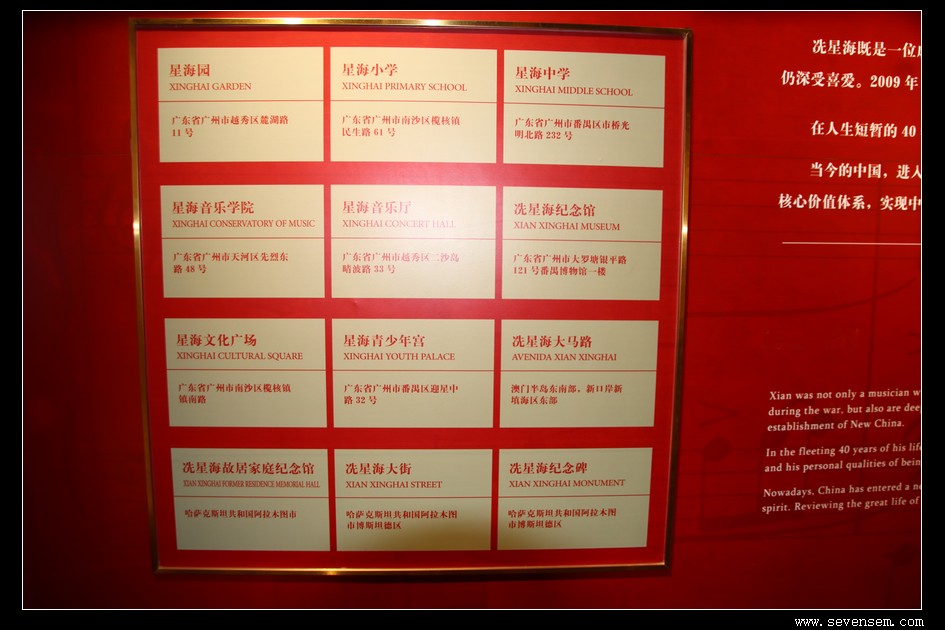 星海园
XINGHAI GARDEN
广东省广州市越秀区麓湖路
11 号
星海小学
XINGHAI PRIMARY SCHOOL
广东省广州市南沙区榄核镇
民生路 61 号
星海中学
XINGHAI MIDDLE SCHOOL
广东省广州市番禺区市桥光
明北路 232 号
星海音乐学院
XINGHAI CONSERVATORY OF MUSIC
广东省广州市天河区先烈东
路 48 号
星海音乐厅
XINGHAI CONCERT HALL
广东省广州市越秀区二沙岛
晴波路 33 号
冼星海纪念馆
XIAN XINGHAI MUSEUM
广东省广州市大罗塘银平路
121 号番禺博物馆一楼
星海文化广场
XINGHAI CULTURAL SQUARE
广东省广州市南沙区榄核镇
镇南路
星海青少年宫
XINGHAI YOUTH PALACE
广东省广州市番禺区迎星中
路 32 号
冼星海大马路
AVENIDA XIAN XINGHAI
澳门半岛东南部，新口岸新
填海区东部
冼星海故居家庭纪念馆
XIAN XINGHAI FORMER RESIDENCE MEMORIAL HALL
哈萨克斯坦共和国阿拉木图市
冼星海大街
XIAN XINGHAI STREET
哈萨克斯坦共和国阿拉木图
市博斯坦德区
冼星海纪念碑
XIAN XINGHAI MONUMENT
哈萨克斯坦共和国阿拉木图
市博斯坦德区
冼星海既是一位
仍深受喜爱。2009 年
在人生短暂的 40
当今的中国，进入
核心价值体系，实现中
Xian was not only a musician w
during the war, but also are dee
establishment of New China.
In the fleeting 40 years of his life
and his personal qualities of bein
Nowadays, China has entered a ne
spirit. Reviewing the great life of
www.sevensem.com